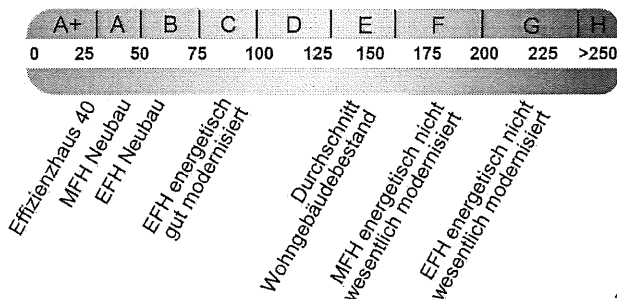 A+ A B C D E F G H
0 25 50 75 100 125 150 175 200 225 >250
Effizienzhaus 40
MFH Neubau
EFH Neubau
EFH energetisch
gut modernisiert
Durchschnitt
Wohngebäudebestand
MFH energetisch nicht
wesentlich modernisiert
EFH energetisch nicht
wesentlich modernisiert